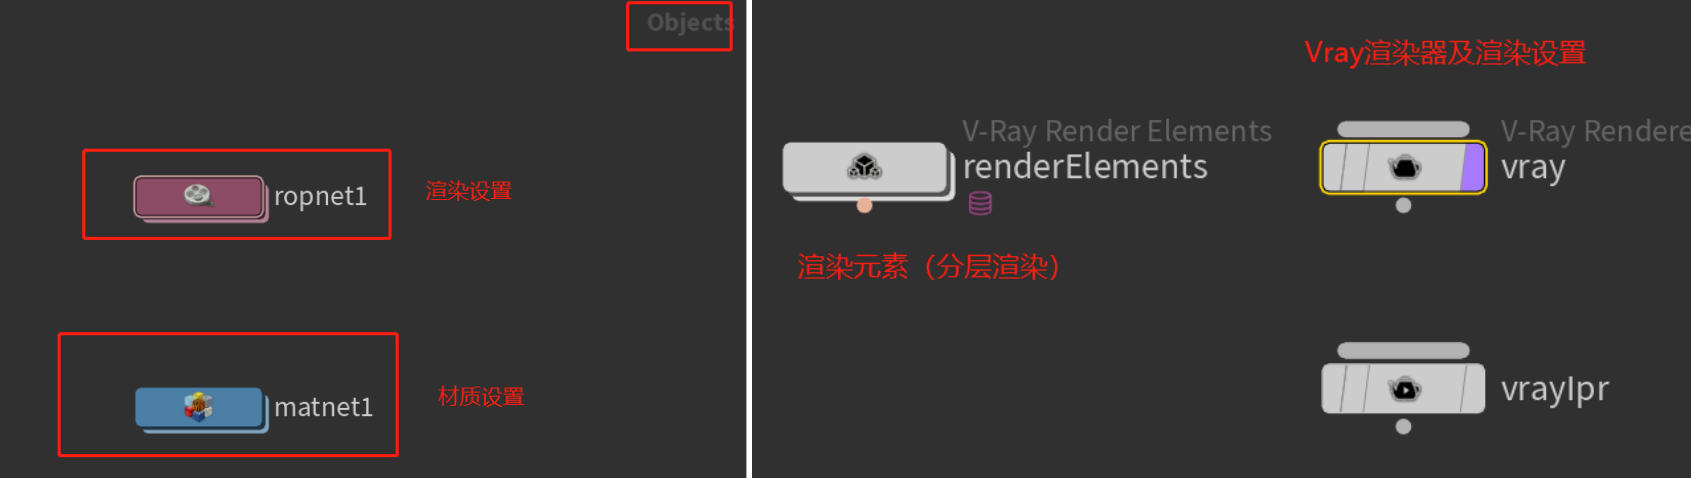 Objects
ropnet1
渲染设置
matnet1
材质设置
Vray渲染器及渲染设置
V-Ray Render Elements
renderElements
V-Ray Rendere
vray
渲染元素（分层渲染）
vrayIpr